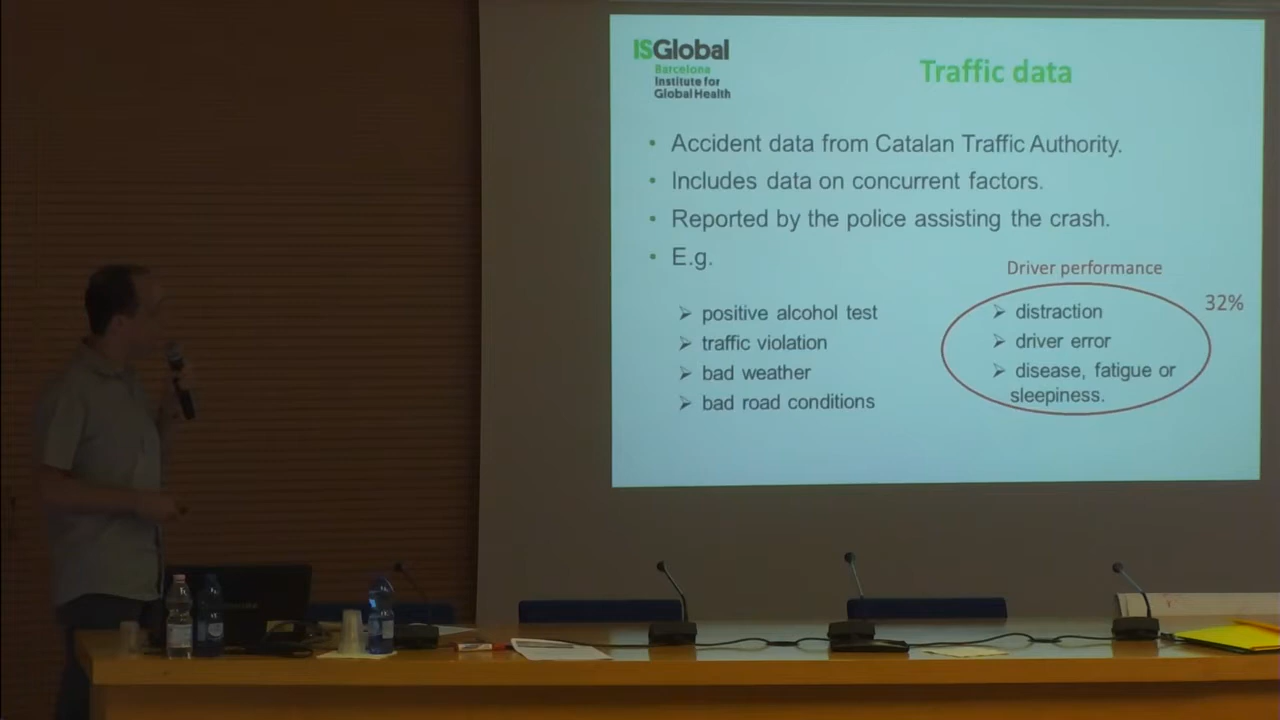 ISGlobal
Barcelona
Institute for
Global Health
Traffic data
• Accident data from Catalan Traffic Authority.
• Includes data on concurrent factors.
• Reported by the police assisting the crash.
• E.g.
➢ positive alcohol test
➢ traffic violation
➢ bad weather
➢ bad road conditions
Driver performance
32%
➢ distraction
➢ driver error
➢ disease, fatigue or
sleepiness.